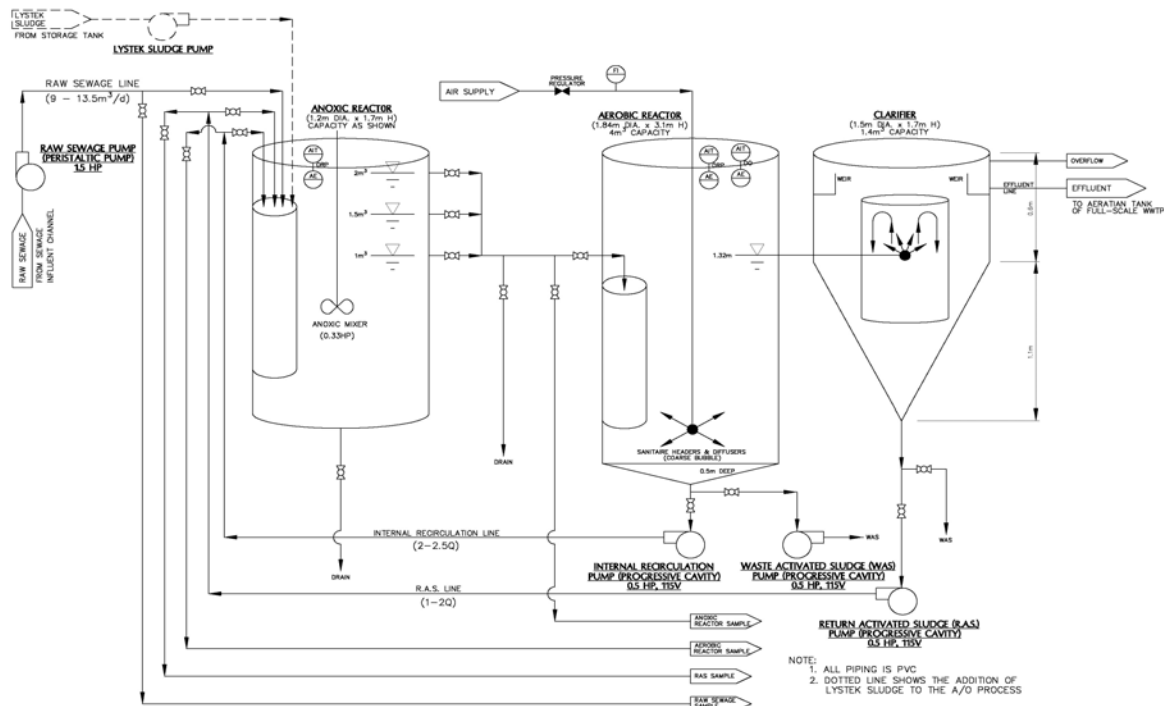 LYSTEK
SLUDGE
FROM STORAGE TANK
LYSTEK SLUDGE PUMP
RAW SEWAGE LINE
(9 - 13.5m³/d)
RAW SEWAGE PUMP
(PERISTALTIC PUMP)
1.5 HP
RAW SEWAGE
FROM SEWAGE
INFLUENT CHANNEL
ANOXIC REACTOR
(1.2m DIA. x 1.7m H)
CAPACITY AS SHOWN
AIT
ORP
AE
2m³
1.5m³
1m³
ANOXIC MIXER
(0.33HP)
DRAIN
DRAIN
AIR SUPPLY
PRESSURE
REGULATOR
FI
AEROBIC REACTOR
(1.84m DIA. x 3.1m H)
4m³ CAPACITY
AIT
AIT
ORP
DO
AE
AE
1.32m
SANITAIRE HEADERS & DIFFUSERS
(COARSE BUBBLE)
0.5m DEEP
CLARIFIER
(1.5m DIA. x 1.7m H)
1.4m³ CAPACITY
WEIR
WEIR
OVERFLOW
EFFLUENT
LINE
EFFLUENT
TO AERATIAN TANK
OF FULL-SCALE WWTP
0.6m
1.1m
INTERNAL RECIRCULATION LINE
(2-2.5Q)
INTERNAL RECIRCULATION
PUMP (PROGRESSIVE CAVITY)
0.5 HP, 115V
WAS
WASTE ACTIVATED SLUDGE (WAS)
PUMP (PROGRESSIVE CAVITY)
0.5 HP, 115V
WAS
R.A.S. LINE
(1-2Q)
RETURN ACTIVATED SLUDGE (R.A.S.)
PUMP (PROGRESSIVE CAVITY)
0.5 HP, 115V
ANOXIC
REACTOR SAMPLE
AEROBIC
REACTOR SAMPLE
RAS SAMPLE
RAW SEWAGE
SAMPLE
NOTE:
1. ALL PIPING IS PVC
2. DOTTED LINE SHOWS THE ADDITION OF
LYSTEK SLUDGE TO THE A/O PROCESS